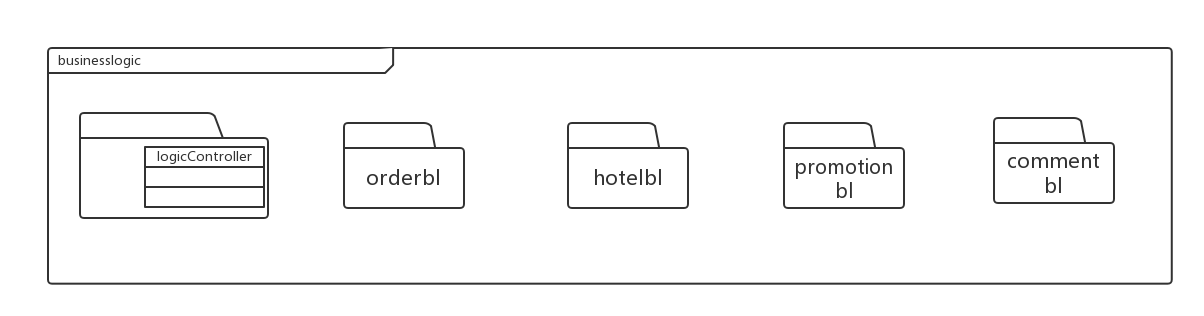 businesslogic
logicController
orderbl
hotelbl
promotion
bl
comment
bl